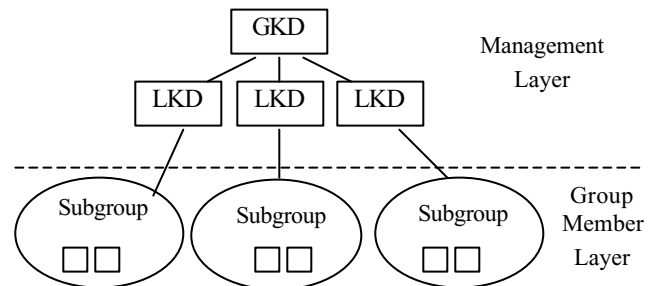 GKD
Management
Layer
LKD LKD LKD
Subgroup Subgroup Subgroup
Group
Member
Layer